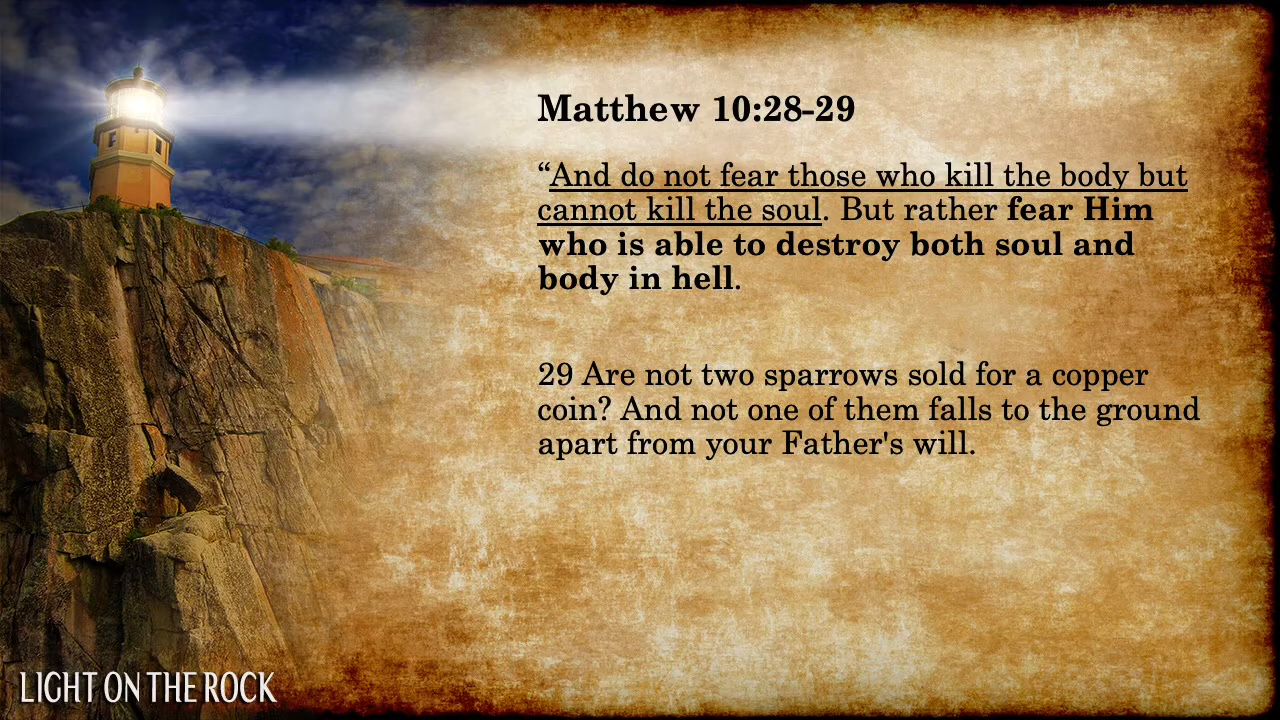 Matthew 10:28-29
“And do not fear those who kill the body but
cannot kill the soul. But rather fear Him
who is able to destroy both soul and
body in hell.
29 Are not two sparrows sold for a copper
coin? And not one of them falls to the ground
apart from your Father's will.
LIGHT ON THE ROCK